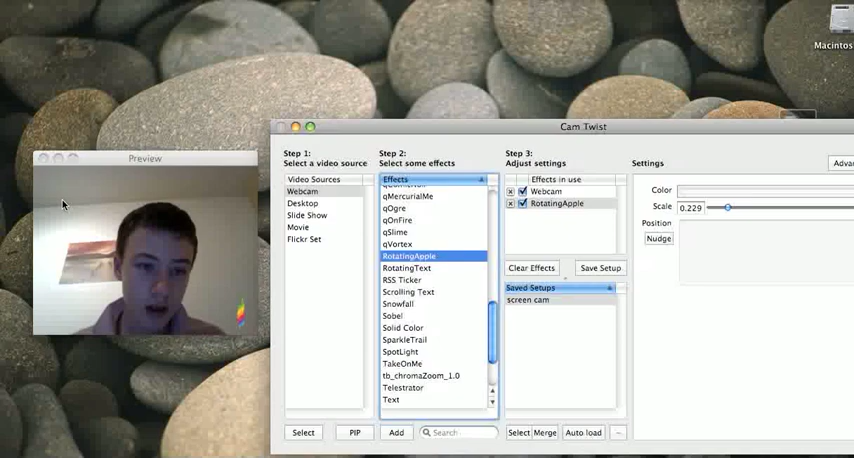 Macintos
Cam Twist
Preview
Step 1:
Select a video source
Step 2:
Select some effects
Step 3:
Adjust settings
Settings
Advan
Video Sources
Webcam
Desktop
Slide Show
Movie
Flickr Set
Effects
qMercurialMe
qOgre
qOnFire
qSlime
qVortex
RotatingApple
RotatingText
RSS Ticker
Scrolling Text
Snowfall
Sobel
Solid Color
SparkleTrail
SpotLight
TakeOnMe
tb_chromaZoom_1.0
Telestrator
Text
Effects in use
Webcam
RotatingApple
Clear Effects
Save Setup
Saved Setups
screen cam
Color
Scale
0.229
Position
Nudge
Select
PIP
Add
Search
Select
Merge
Auto load